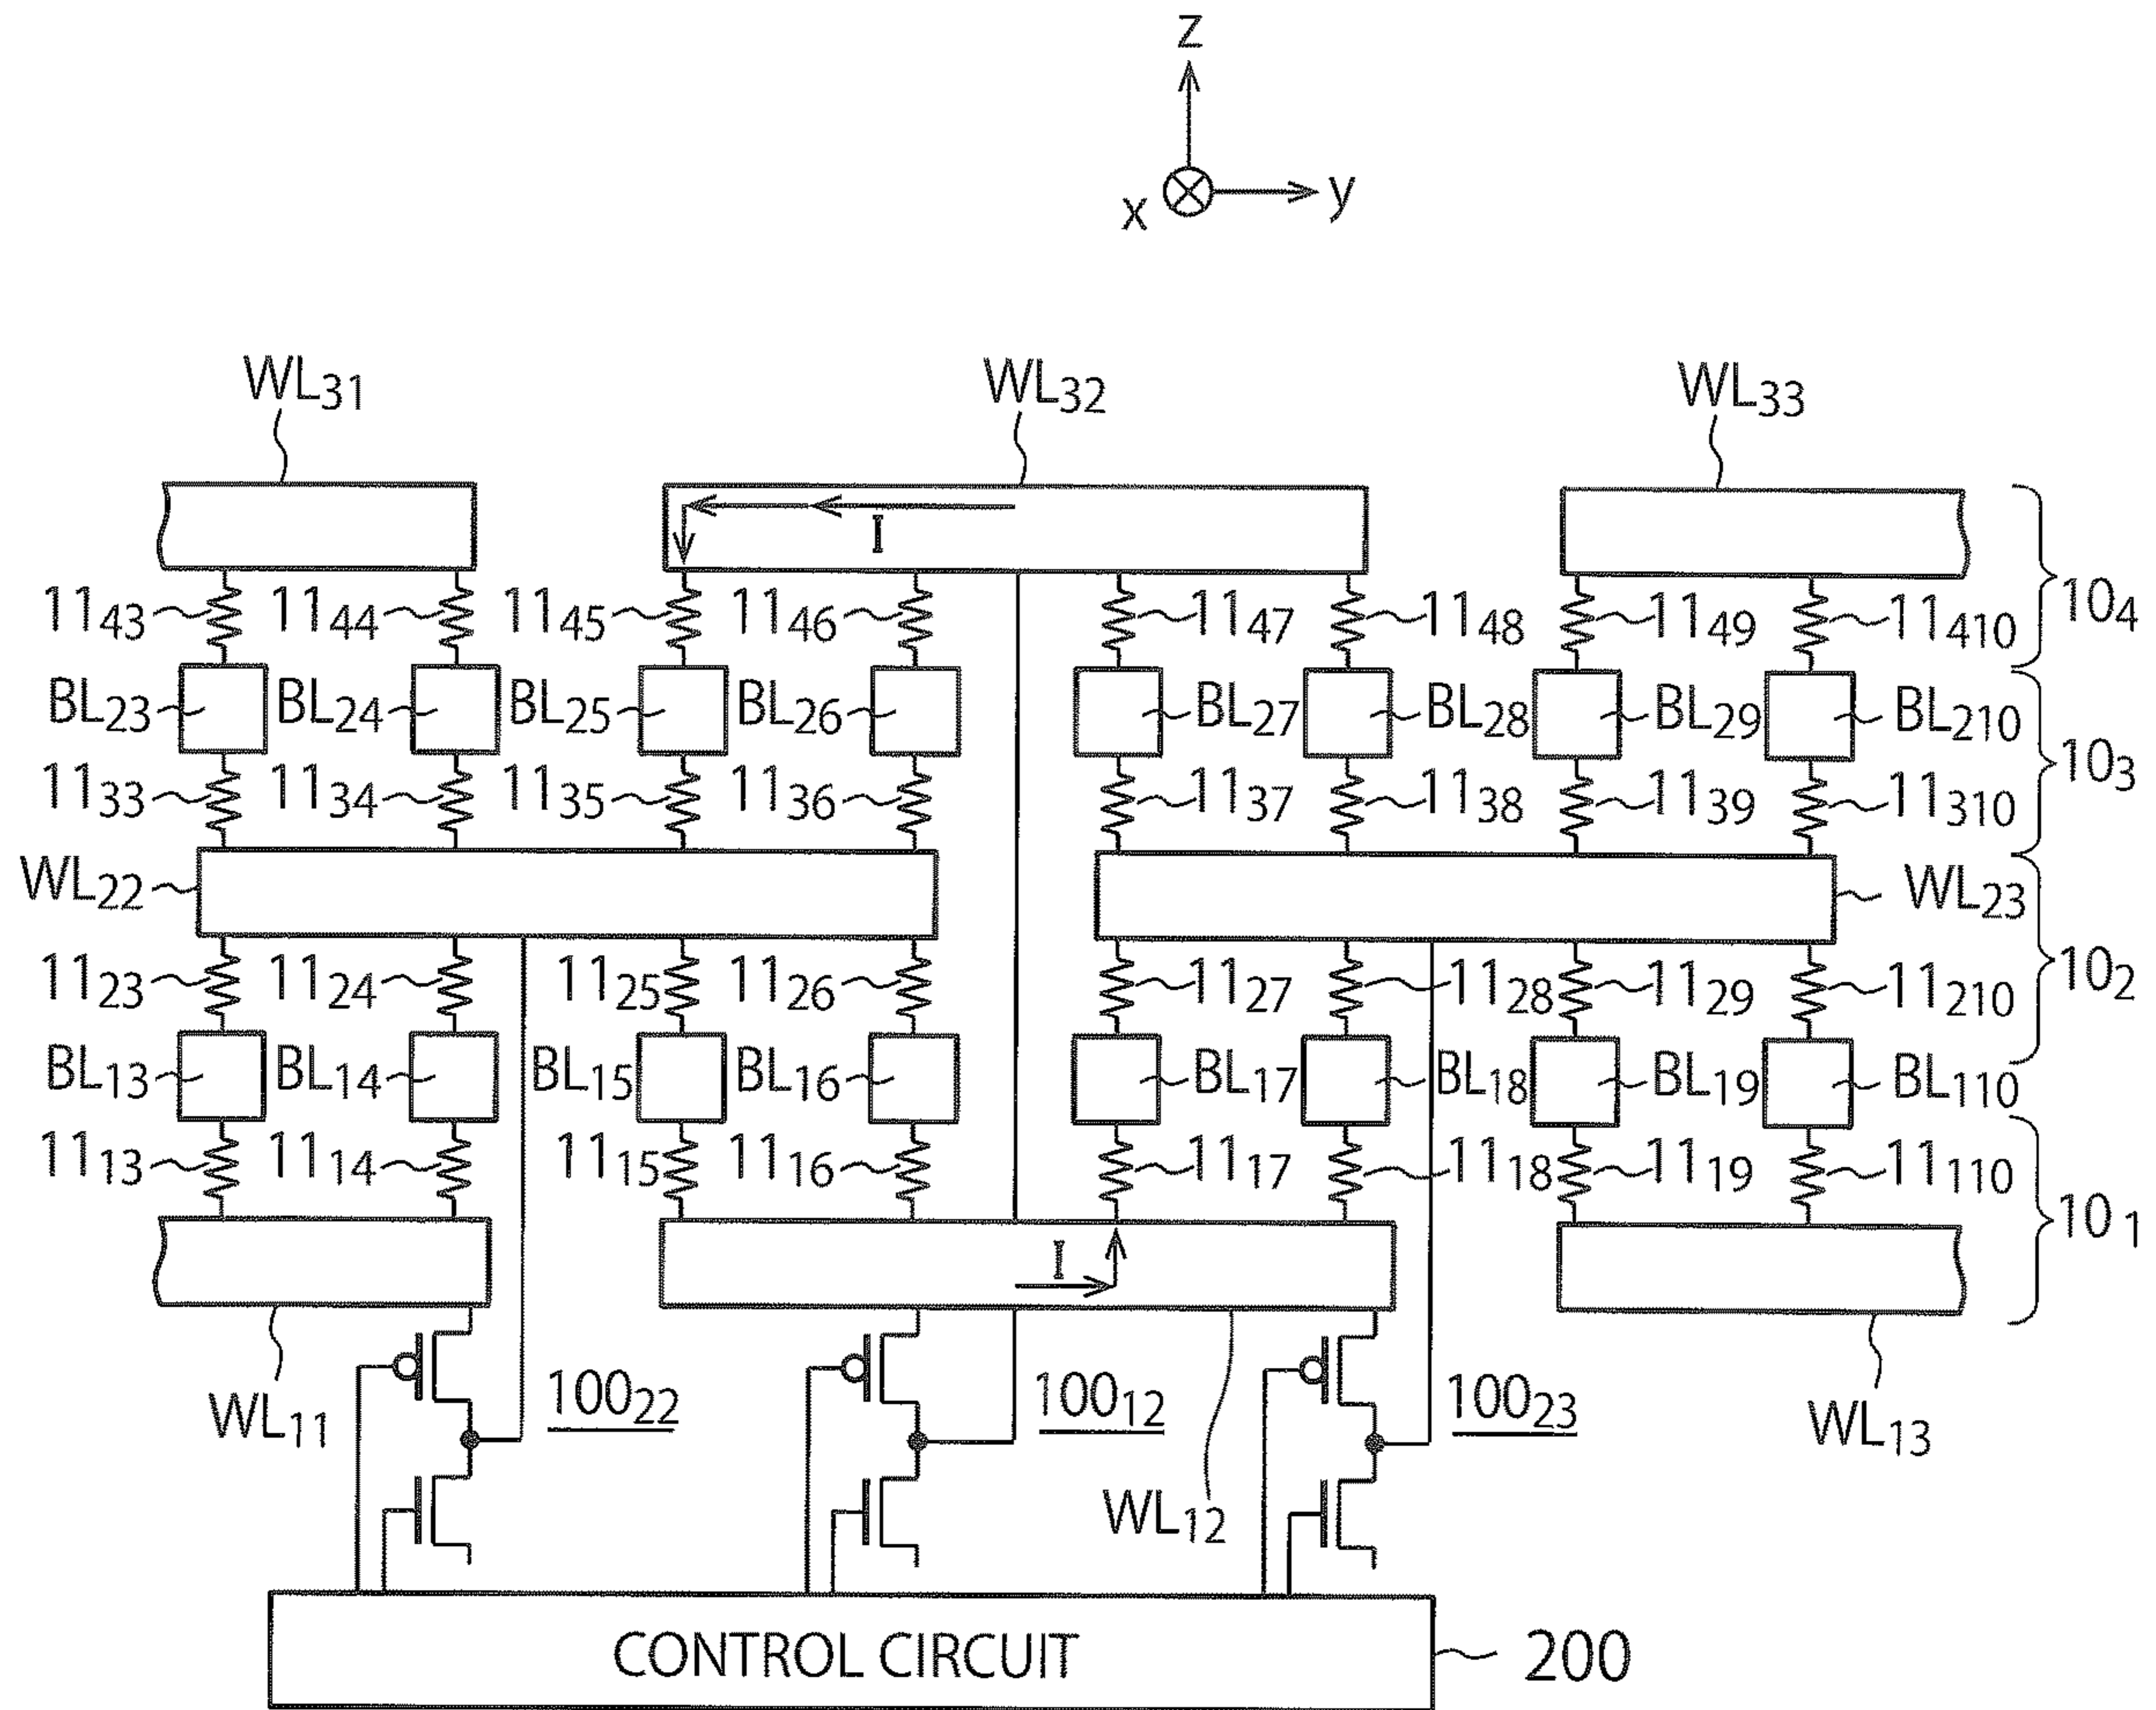 z
x y
WL31 WL32 WL33
1143 1144 1145 1146 1147 1148 1149 11410 104
I
BL23 BL24 BL25 BL26 BL27 BL28 BL29 BL210
1133 1134 1135 1136 1137 1138 1139 11310 103
WL22 WL23
1123 1124 1125 1126 1127 1128 1129 11210 102
BL13 BL14 BL15 BL16 BL17 BL18 BL19 BL110
1113 1114 1115 1116 1117 1118 1119 11110 101
I
WL11 10022 10012 10023 WL13
WL12
CONTROL CIRCUIT 200